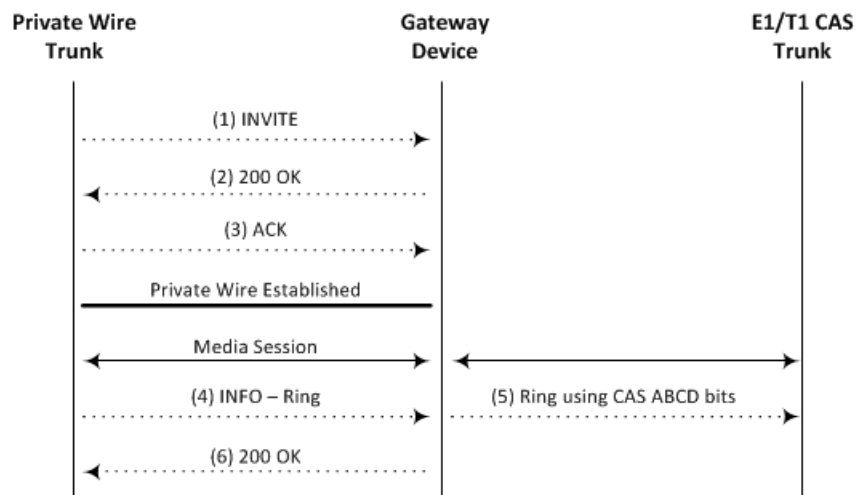 Private Wire
Trunk
Gateway
Device
E1/T1 CAS
Trunk
(1) INVITE
(2) 200 OK
(3) ACK
Private Wire Established
Media Session
(4) INFO – Ring
(5) Ring using CAS ABCD bits
(6) 200 OK